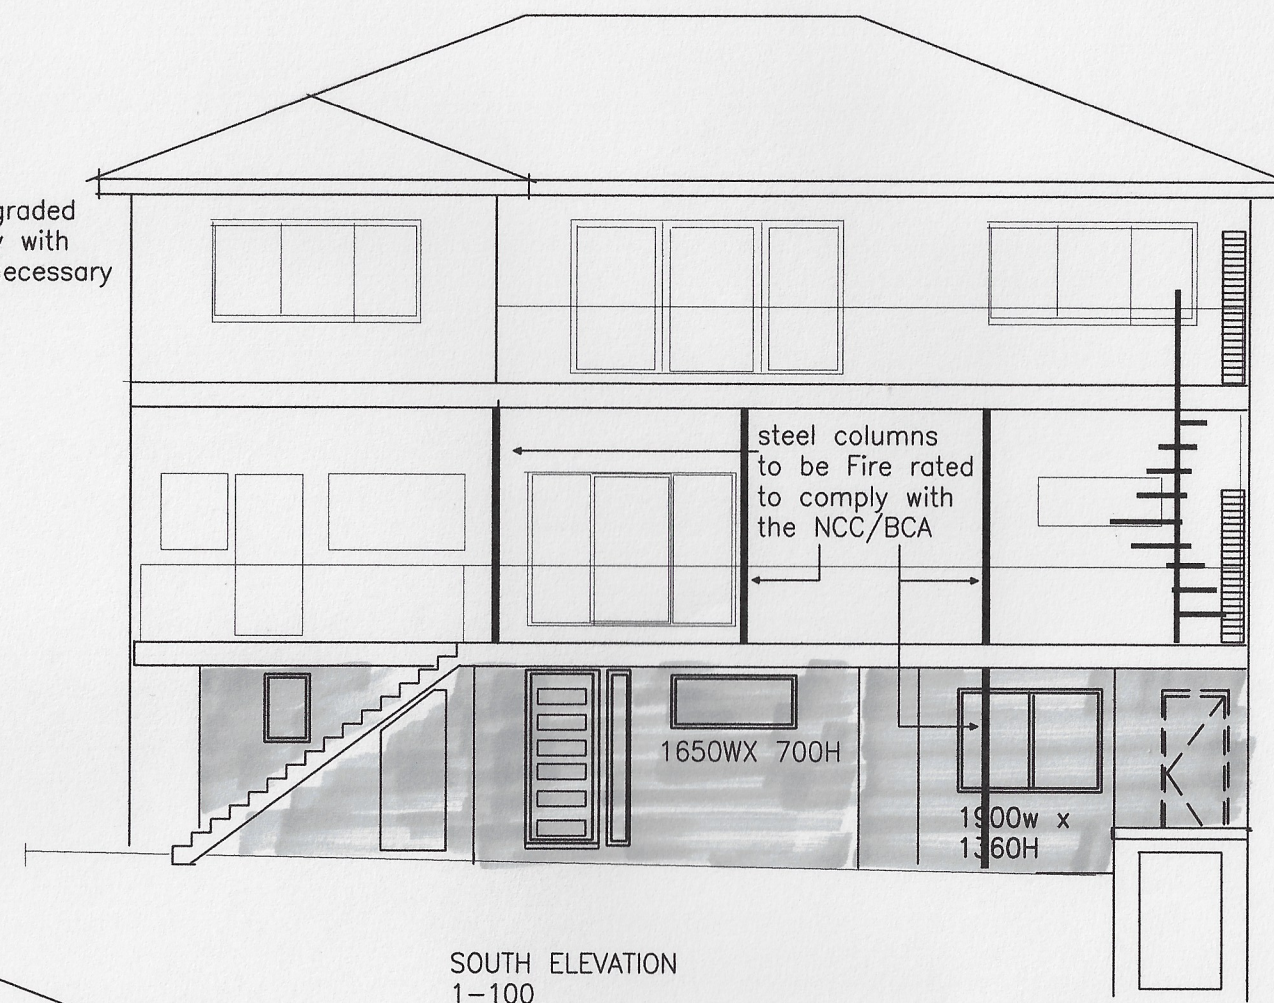 graded
with
ecessary
steel columns
to be Fire rated
to comply with
the NCC/BCA
1650WX 700H
1900w x
1360H
SOUTH ELEVATION
1-100